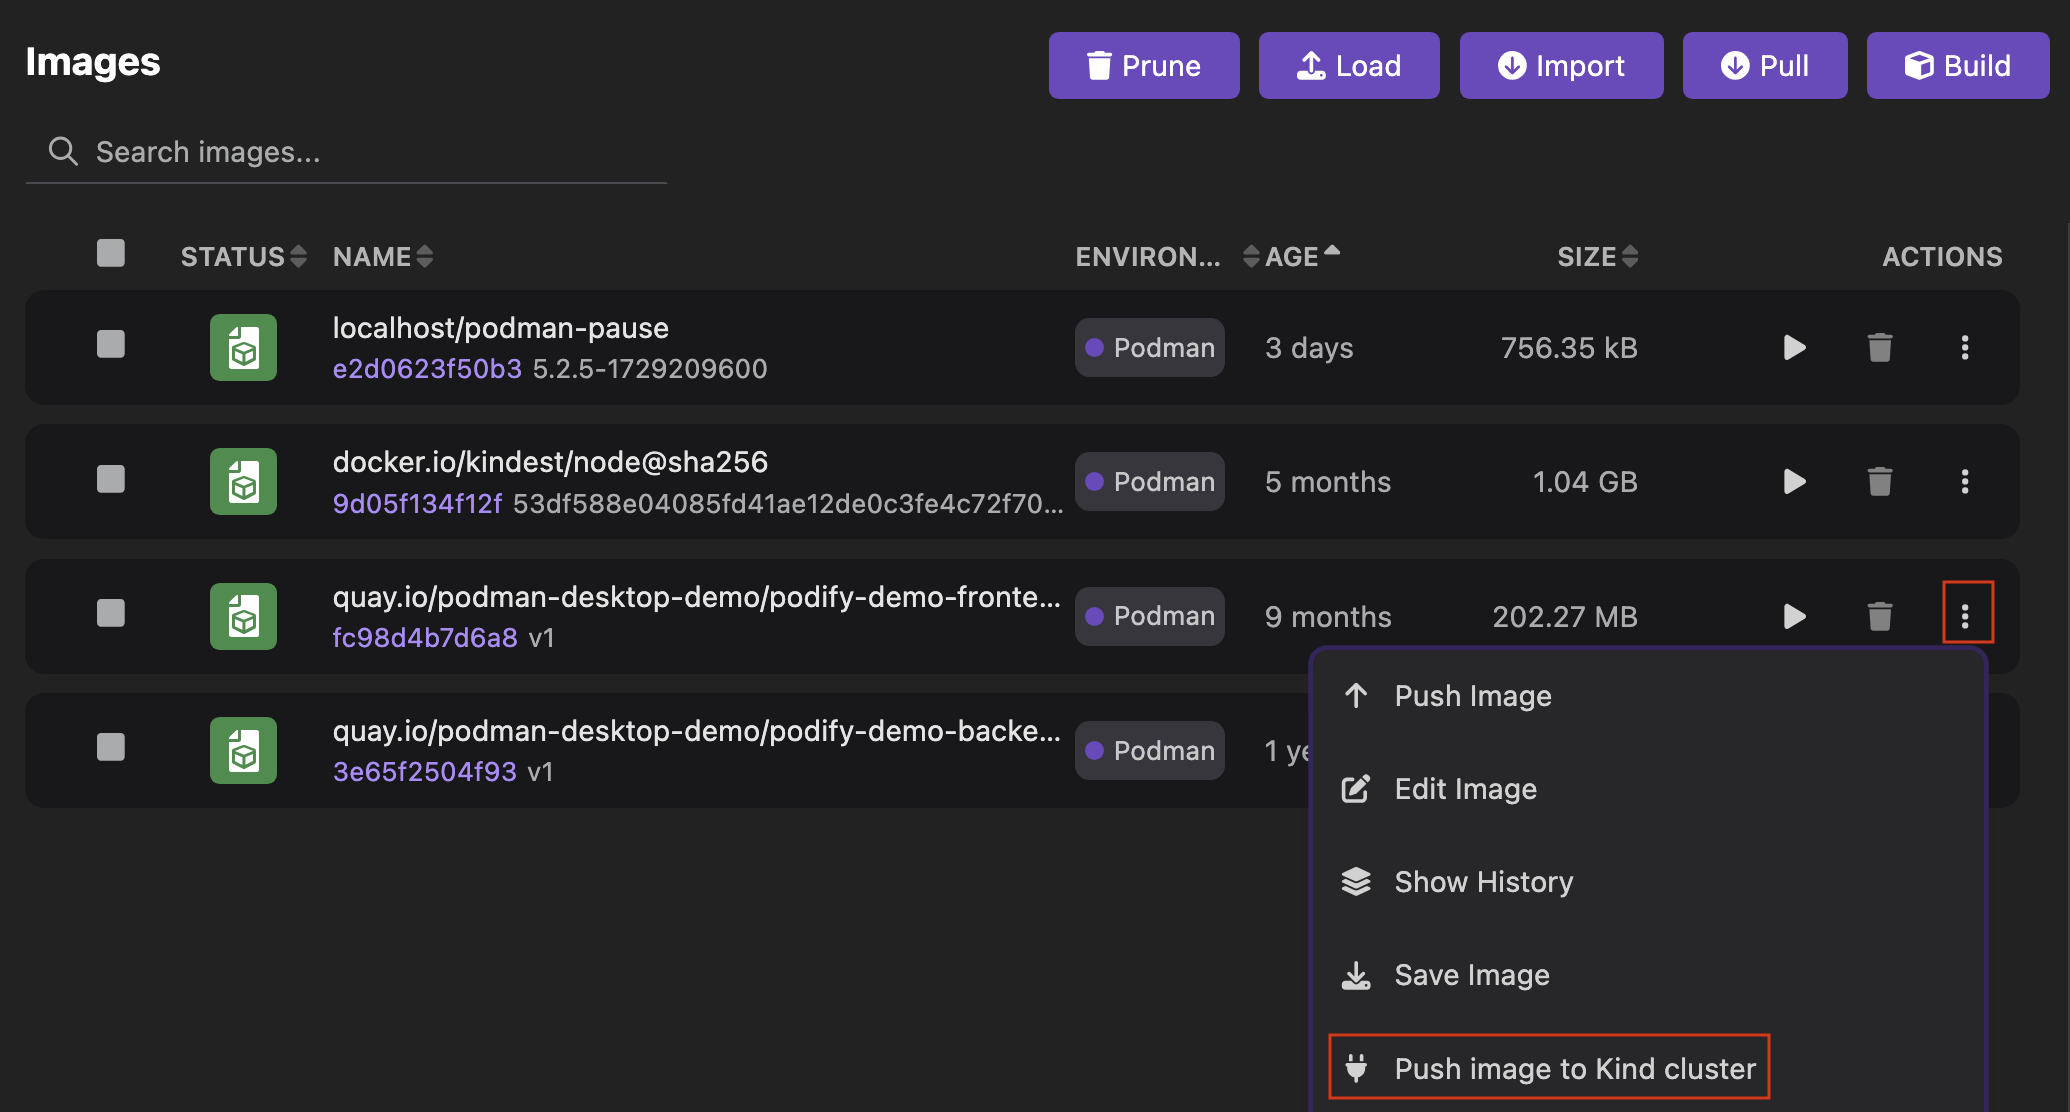 Images
Prune Load Import Pull Build
Search images...
STATUS NAME ENVIRON... AGE SIZE ACTIONS
localhost/podman-pause
e2d0623f50b3 5.2.5-1729209600
Podman 3 days 756.35 kB
docker.io/kindest/node@sha256
9d05f134f12f 53df588e04085fd41ae12de0c3fe4c72f70...
Podman 5 months 1.04 GB
quay.io/podman-desktop-demo/podify-demo-fronte...
fc98d4b7d6a8 v1
Podman 9 months 202.27 MB
quay.io/podman-desktop-demo/podify-demo-backe...
3e65f2504f93 v1
Podman 1 ye
Push Image
Edit Image
Show History
Save Image
Push image to Kind cluster